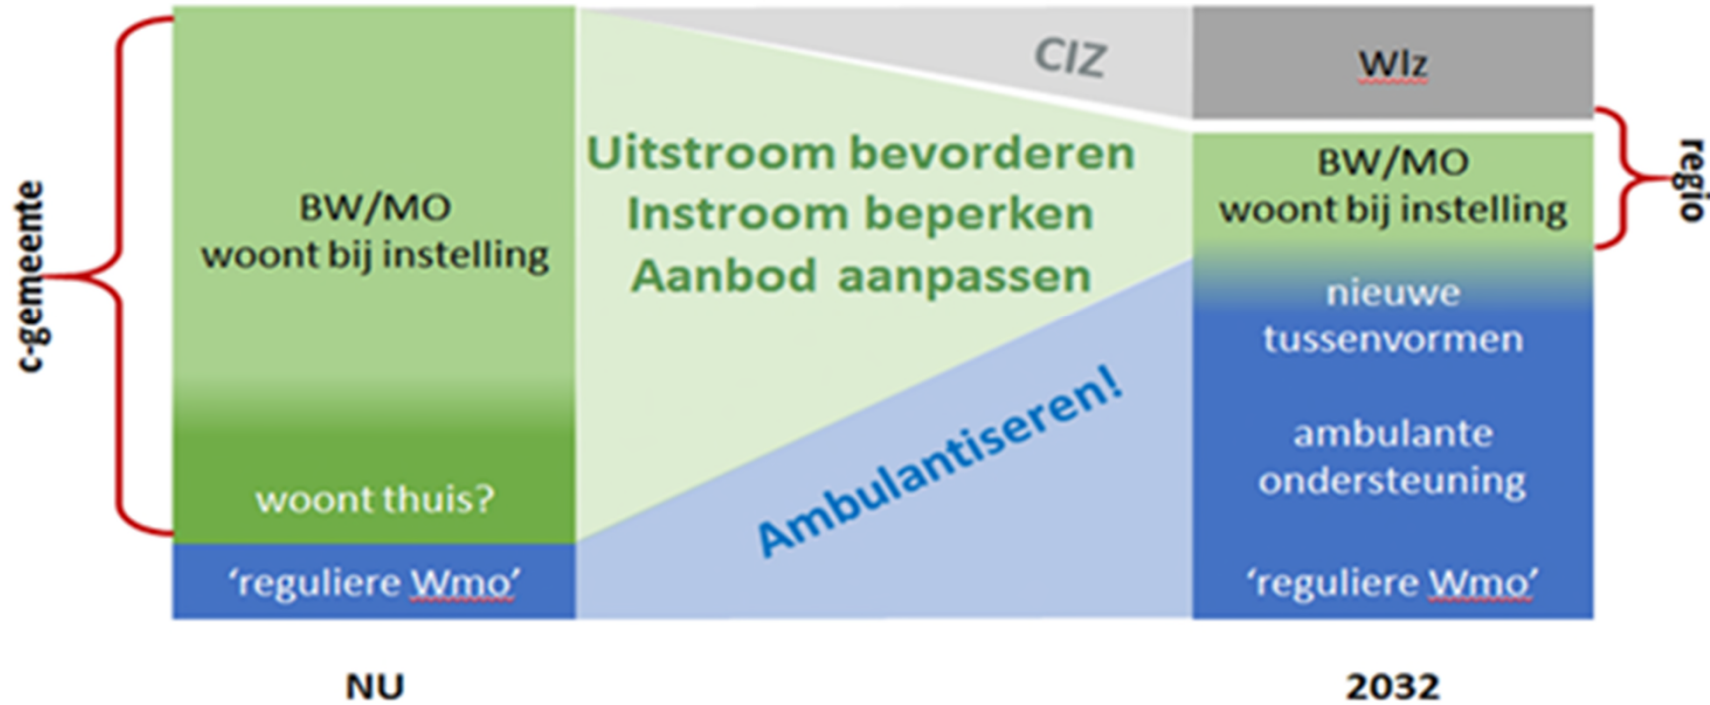 c-gemeente
BW/MO
woont bij instelling
woont thuis?
‘reguliere Wmo’
NU
CIZ
Uitstroom bevorderen
Instroom beperken
Aanbod aanpassen
Ambulantiseren!
Wlz
BW/MO
woont bij instelling
nieuwe
tussenvormen
ambulante
ondersteuning
‘reguliere Wmo’
2032
regio